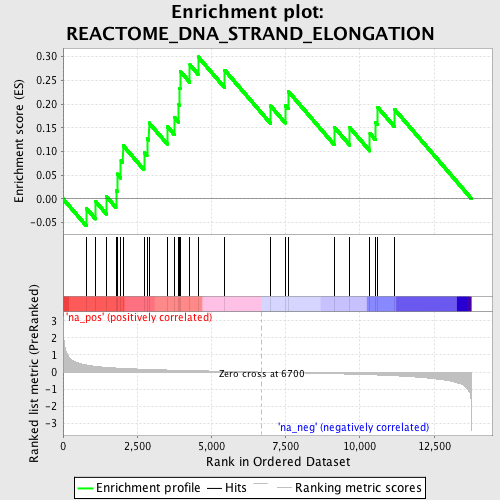 Enrichment plot:
REACTOME_DNA_STRAND_ELONGATION
Enrichment score (ES)
0.30
0.25
0.20
0.15
0.10
0.05
0.00
-0.05
'na_pos' (positively correlated)
Ranked list metric (PreRanked)
3
2
1
0
-1
-2
-3
Zero cross at 6700
'na_neg' (negatively correlated)
0
2,500
5,000
7,500
10,000
12,500
Rank in Ordered Dataset
Enrichment profile
Hits
Ranking metric scores